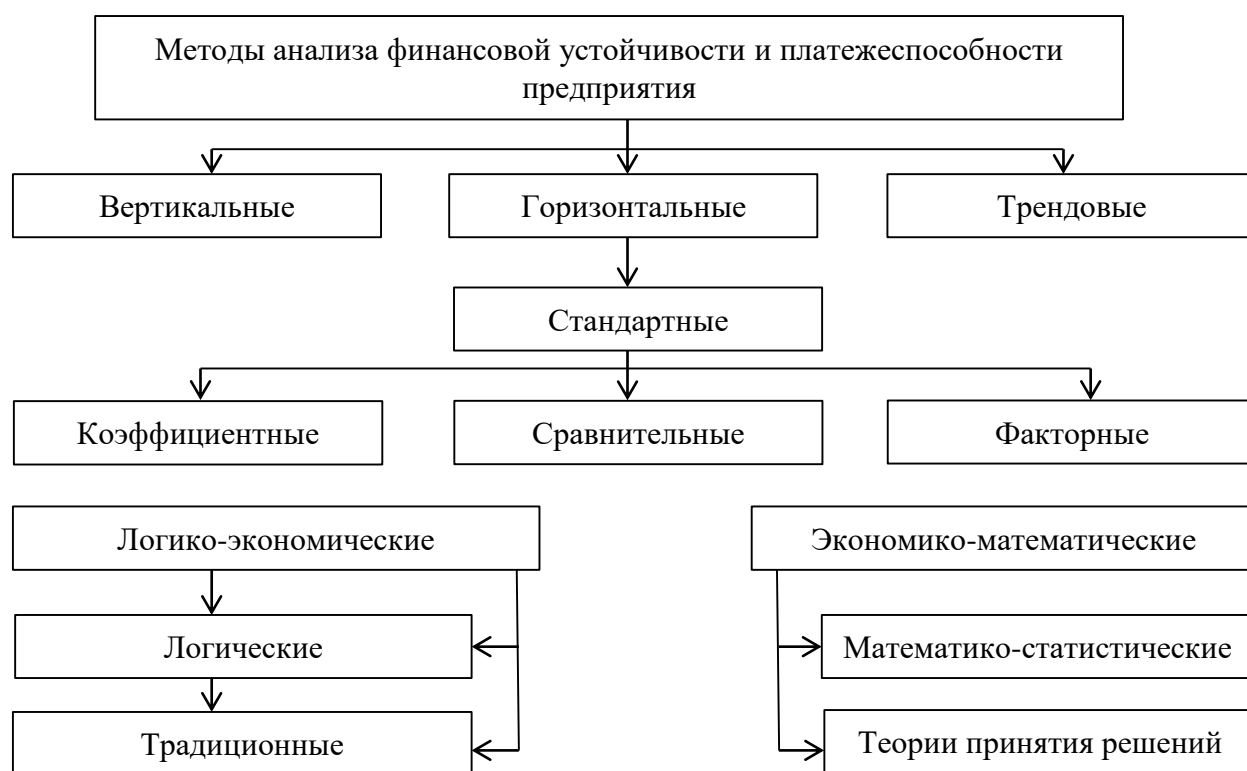 Методы анализа финансовой устойчивости и платежеспособности
предприятия
Вертикальные
Горизонтальные
Трендовые
Стандартные
Коэффициентные
Сравнительные
Факторные
Логико-экономические
Экономико-математические
Логические
Математико-статистические
Традиционные
Теории принятия решений